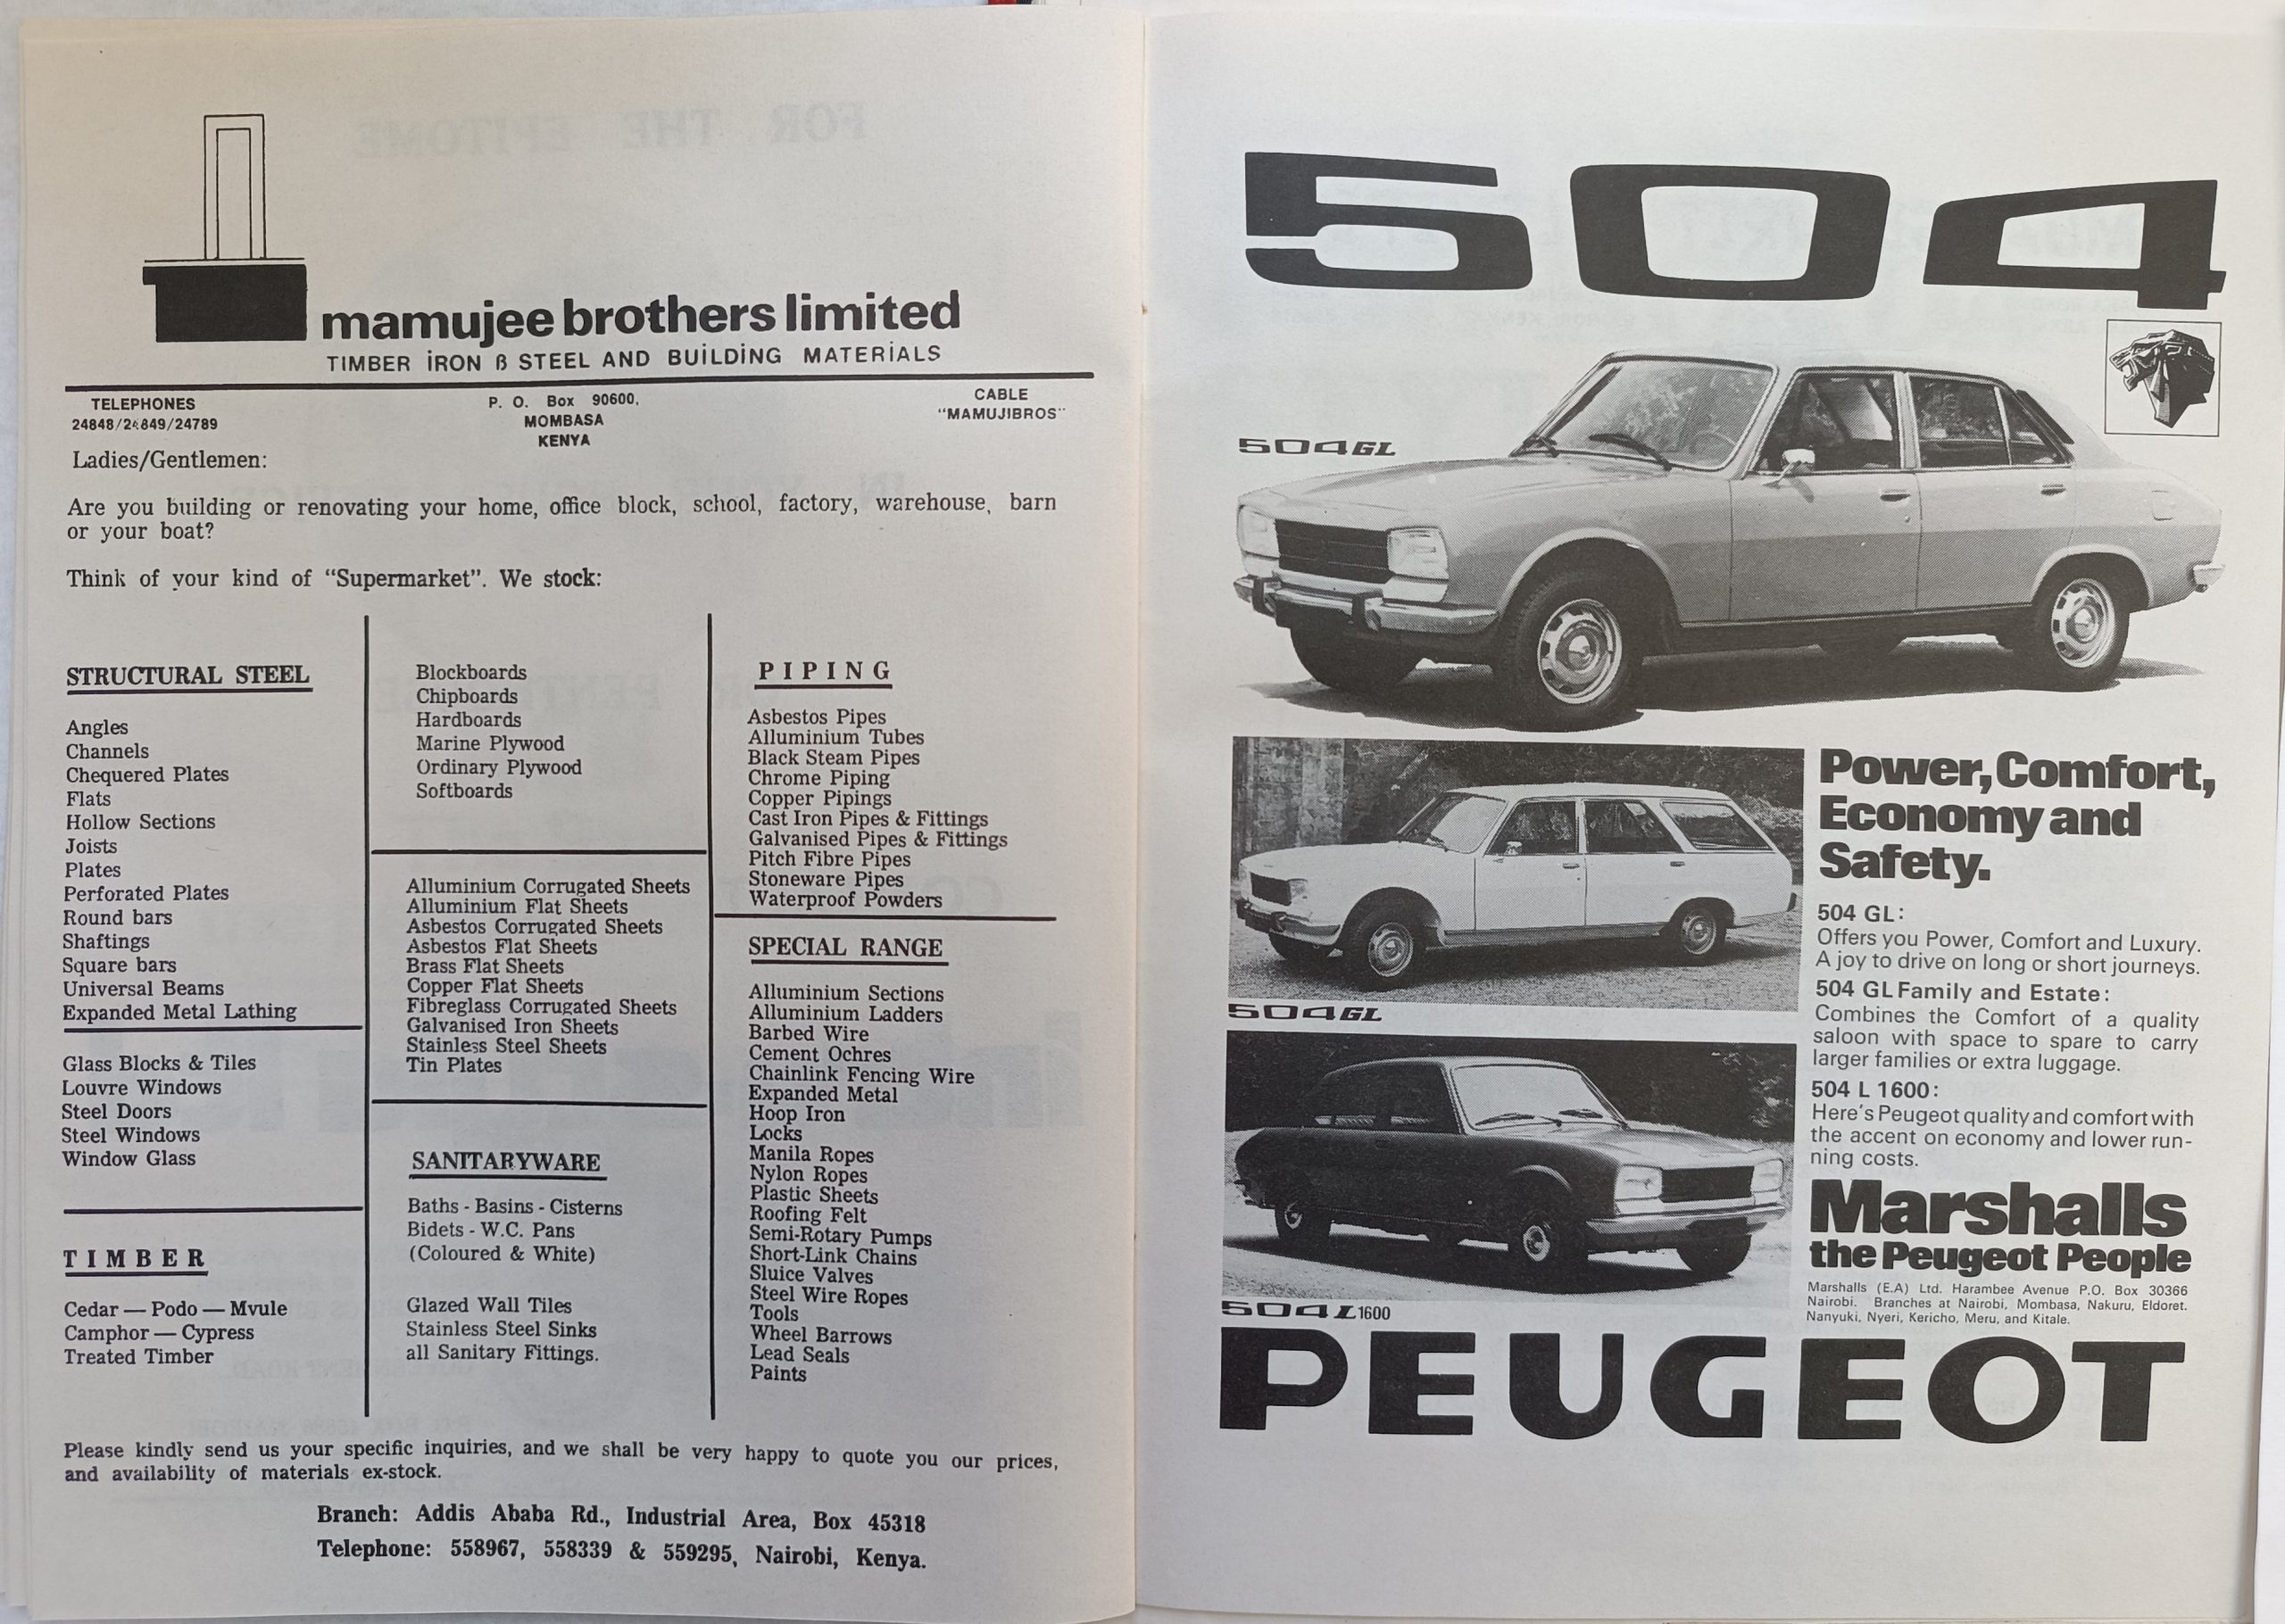 mamujee brothers limited
TIMBER iRON ß STEEL AND BUiLDiNG MATERiALS
TELEPHONES
24848/24849/24789
P. O. Box 90600,
MOMBASA
KENYA
CABLE
"MAMUJIBROS"
Ladies/Gentlemen:
Are you building or renovating your home, office block, school, factory, warehouse, barn
or your boat?
Think of your kind of "Supermarket". We stock:
STRUCTURAL STEEL
Angles
Channels
Chequered Plates
Flats
Hollow Sections
Joists
Plates
Perforated Plates
Round bars
Shaftings
Square bars
Universal Beams
Expanded Metal Lathing
Glass Blocks & Tiles
Louvre Windows
Steel Doors
Steel Windows
Window Glass
TIMBER
Cedar — Podo — Mvule
Camphor — Cypress
Treated Timber
Blockboards
Chipboards
Hardboards
Marine Plywood
Ordinary Plywood
Softboards
Alluminium Corrugated Sheets
Alluminium Flat Sheets
Asbestos Corrugated Sheets
Asbestos Flat Sheets
Brass Flat Sheets
Copper Flat Sheets
Fibreglass Corrugated Sheets
Galvanised Iron Sheets
Stainless Steel Sheets
Tin Plates
SANITARYWARE
Baths - Basins - Cisterns
Bidets - W.C. Pans
(Coloured & White)
Glazed Wall Tiles
Stainless Steel Sinks
all Sanitary Fittings.
PIPING
Asbestos Pipes
Alluminium Tubes
Black Steam Pipes
Chrome Piping
Copper Pipings
Cast Iron Pipes & Fittings
Galvanised Pipes & Fittings
Pitch Fibre Pipes
Stoneware Pipes
Waterproof Powders
SPECIAL RANGE
Alluminium Sections
Alluminium Ladders
Barbed Wire
Cement Ochres
Chainlink Fencing Wire
Expanded Metal
Hoop Iron
Locks
Manila Ropes
Nylon Ropes
Plastic Sheets
Roofing Felt
Semi-Rotary Pumps
Short-Link Chains
Sluice Valves
Steel Wire Ropes
Tools
Wheel Barrows
Lead Seals
Paints
Please kindly send us your specific inquiries, and we shall be very happy to quote you our prices,
and availability of materials ex-stock.
Branch: Addis Ababa Rd., Industrial Area, Box 45318
Telephone: 558967, 558339 & 559295, Nairobi, Kenya.
504
504GL
504GL
504L1600
Power, Comfort,
Economy and
Safety.
504 GL:
Offers you Power, Comfort and Luxury.
A joy to drive on long or short journeys.
504 GL Family and Estate:
Combines the Comfort of a quality
saloon with space to spare to carry
larger families or extra luggage.
504 L 1600:
Here's Peugeot quality and comfort with
the accent on economy and lower run-
ning costs.
Marshalls
the Peugeot People
Marshalls (E.A) Ltd. Harambee Avenue P.O. Box 30366
Nairobi. Branches at Nairobi, Mombasa, Nakuru, Eldoret.
Nanyuki, Nyeri, Kericho, Meru, and Kitale.
PEUGEOT